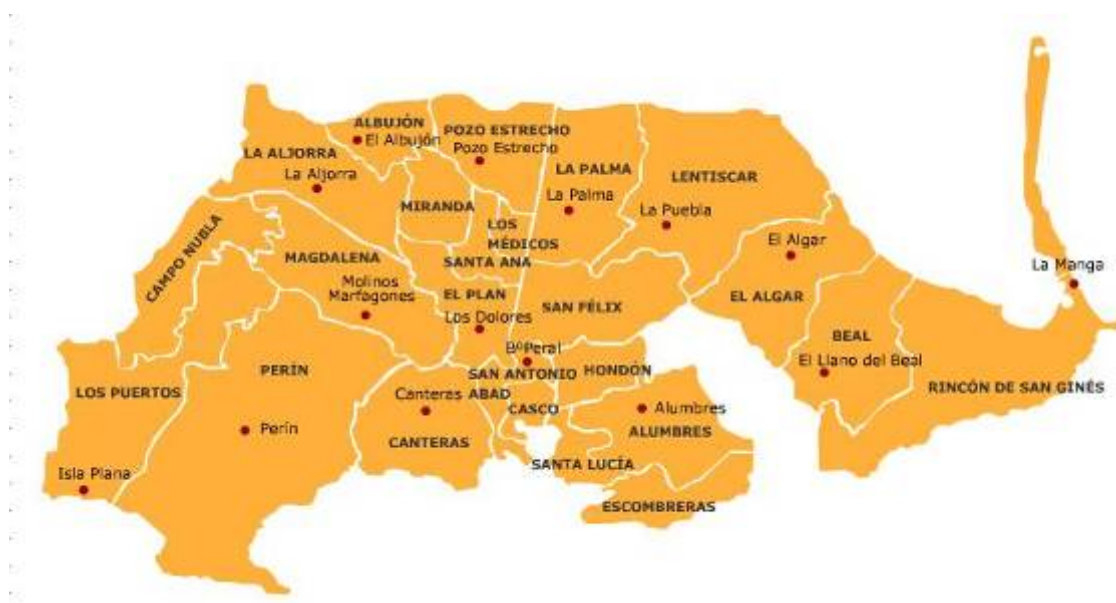 ALBUJÓN
El Albujón
POZO ESTRECHO
Pozo Estrecho
LA ALJORRA
La Aljorra
LA PALMA
La Palma
LENTISCAR
La Puebla
MIRANDA
LOS
MÉDICOS
CAMPO NUBLA
MAGDALENA
SANTA ANA
El Algar
La Manga
Molinos
Marfagones
EL PLAN
Los Dolores
SAN FÉLIX
EL ALGAR
BEAL
El Llano del Beal
BºPeral
PERÍN
SAN ANTONIO
ABAD
HONDÓN
RINCÓN DE SAN GINÉS
LOS PUERTOS
Canteras
CASCO
Alumbres
Perín
CANTERAS
ALUMBRES
Isla Plana
SANTA LUCÍA
ESCOMBRERAS